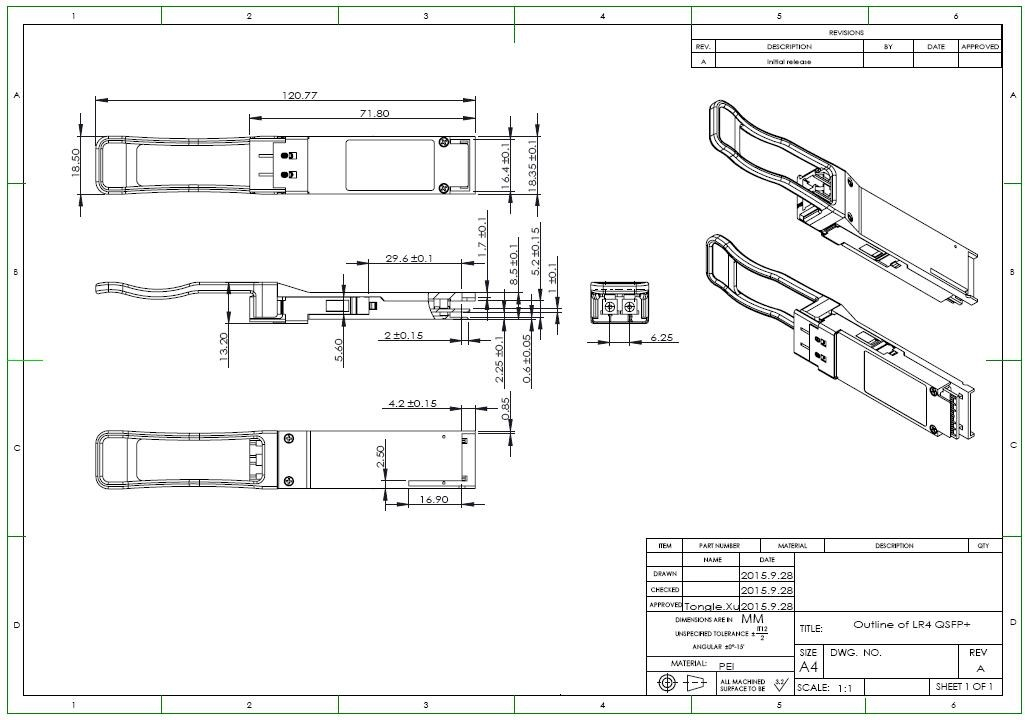 1 2 3 4 5 6
REVISIONS
REV. DESCRIPTION BY DATE APPROVED
A Initial release
A A
120.77
71.80
18.50
16.4 ±0.1
18.35 ±0.1
B B
29.6 ±0.1
1.7 ±0.1
8.5 ±0.1
5.2 ±0.15
1 ±0.1
13.20
5.60
2 ±0.15
2.25 ±0.1
0.6 ±0.05
6.25
4.2 ±0.15
0.85
C C
2.50
16.90
ITEM PART NUMBER MATERIAL DESCRIPTION QTY
NAME DATE
DRAWN 2015.9.28
CHECKED 2015.9.28
APPROVED Tongle.Xu 2015.9.28
D D
DIMENSIONS ARE IN MM
UNSPECIFIED TOLERANCE ± IT12/2
ANGULAR ±0°-15'
TITLE: Outline of LR4 QSFP+
SIZE DWG. NO. REV
A4 A
MATERIAL: PEI
ALL MACHINED
SURFACE TO BE 3.2
SCALE: 1:1 SHEET 1 OF 1
1 2 3 4 5 6